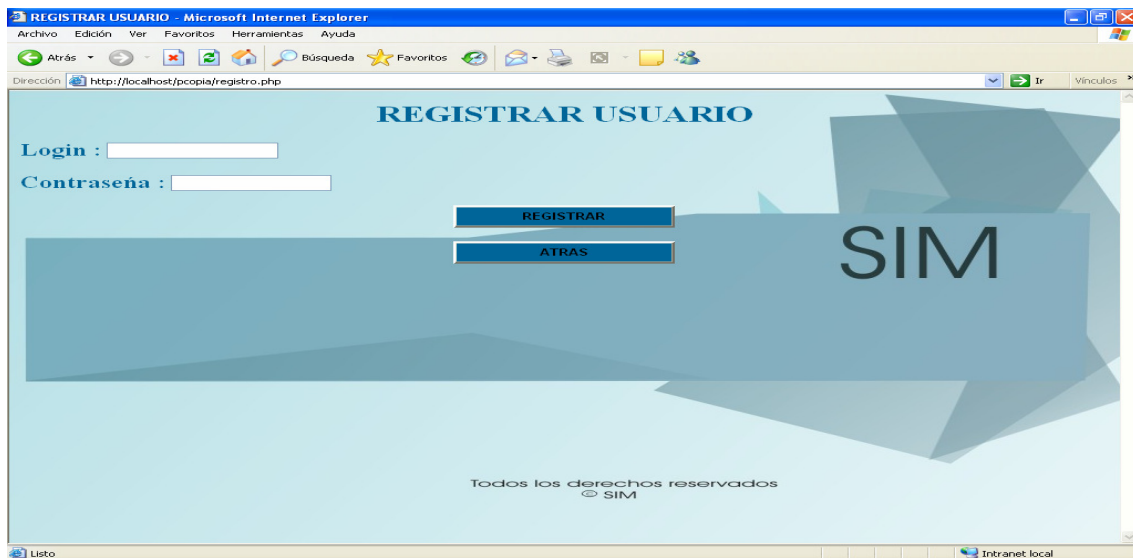 REGISTRAR USUARIO - Microsoft Internet Explorer
Archivo Edición Ver Favoritos Herramientas Ayuda
Atrás Búsqueda Favoritos
Dirección http://localhost/pcopia/registro.php Ir Vínculos »
REGISTRAR USUARIO
Login :
Contraseńa :
REGISTRAR
ATRAS
SIM
Todos los derechos reservados
© SIM
Listo Intranet local